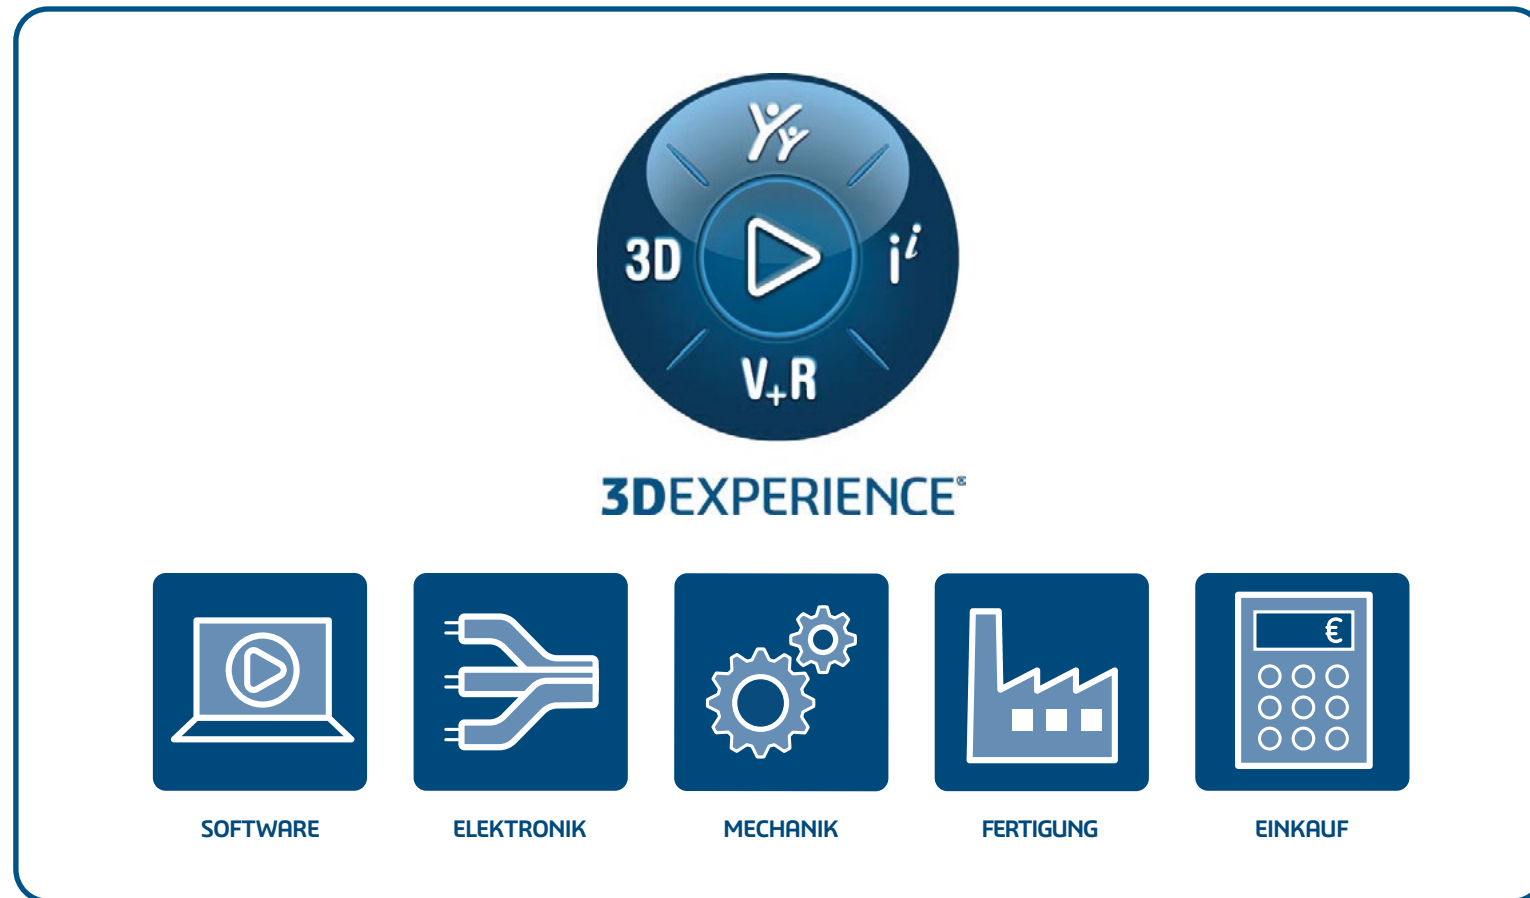 3D
i i
V+R
3DEXPERIENCE®
€
SOFTWARE
ELEKTRONIK
MECHANIK
FERTIGUNG
EINKAUF